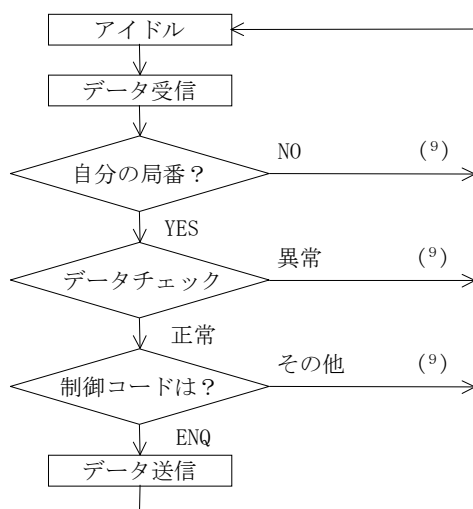 アイドル
データ受信
自分の局番？
NO (⁹)
YES
データチェック
異常 (⁹)
正常
制御コードは？
その他 (⁹)
ENQ
データ送信